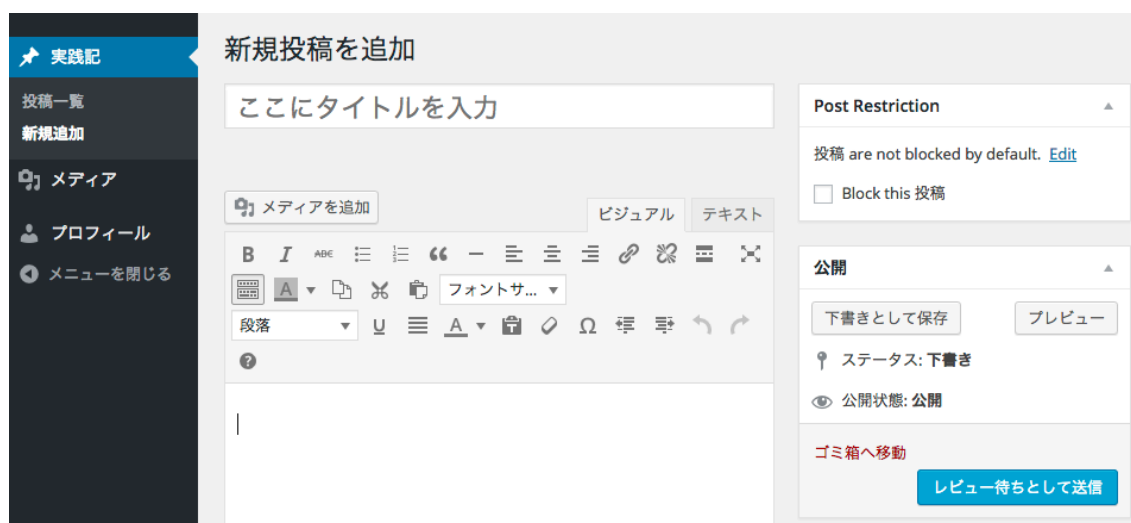 実践記
投稿一覧
新規追加
メディア
プロフィール
メニューを閉じる
新規投稿を追加
ここにタイトルを入力
メディアを追加
ビジュアル テキスト
B I ABC
A フォントサ...
段落 U A Ω
Post Restriction
投稿 are not blocked by default. Edit
Block this 投稿
公開
下書きとして保存 プレビュー
ステータス: 下書き
公開状態: 公開
ゴミ箱へ移動
レビュー待ちとして送信